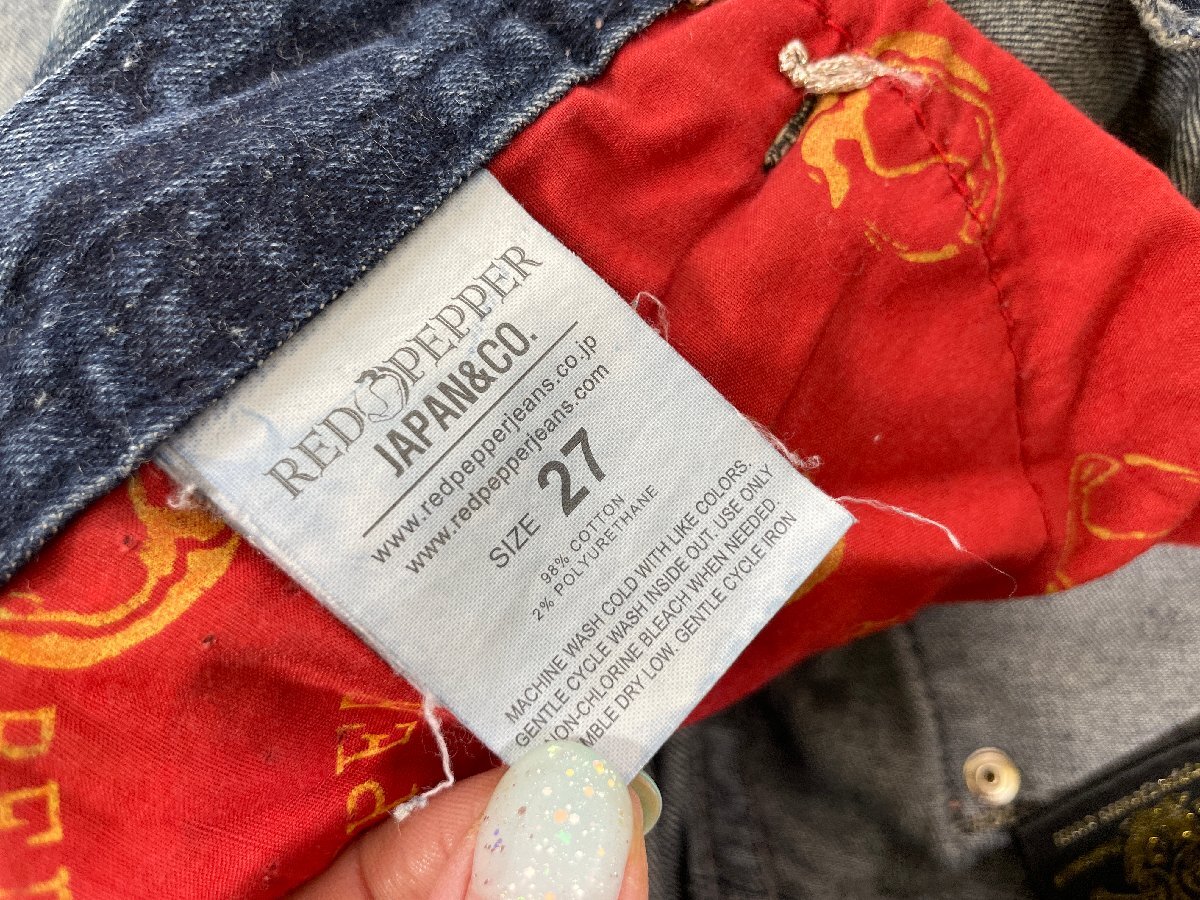 RED PEPPER
JAPAN&CO.
www.redpepperjeans.co.jp
www.redpepperjeans.com
SIZE 27
98% COTTON
2% POLYURETHANE
MACHINE WASH COLD WITH LIKE COLORS.
GENTLE CYCLE WASH INSIDE OUT. USE ONLY
NON-CHLORINE BLEACH WHEN NEEDED.
MBLE DRY LOW. GENTLE CYCLE IRON